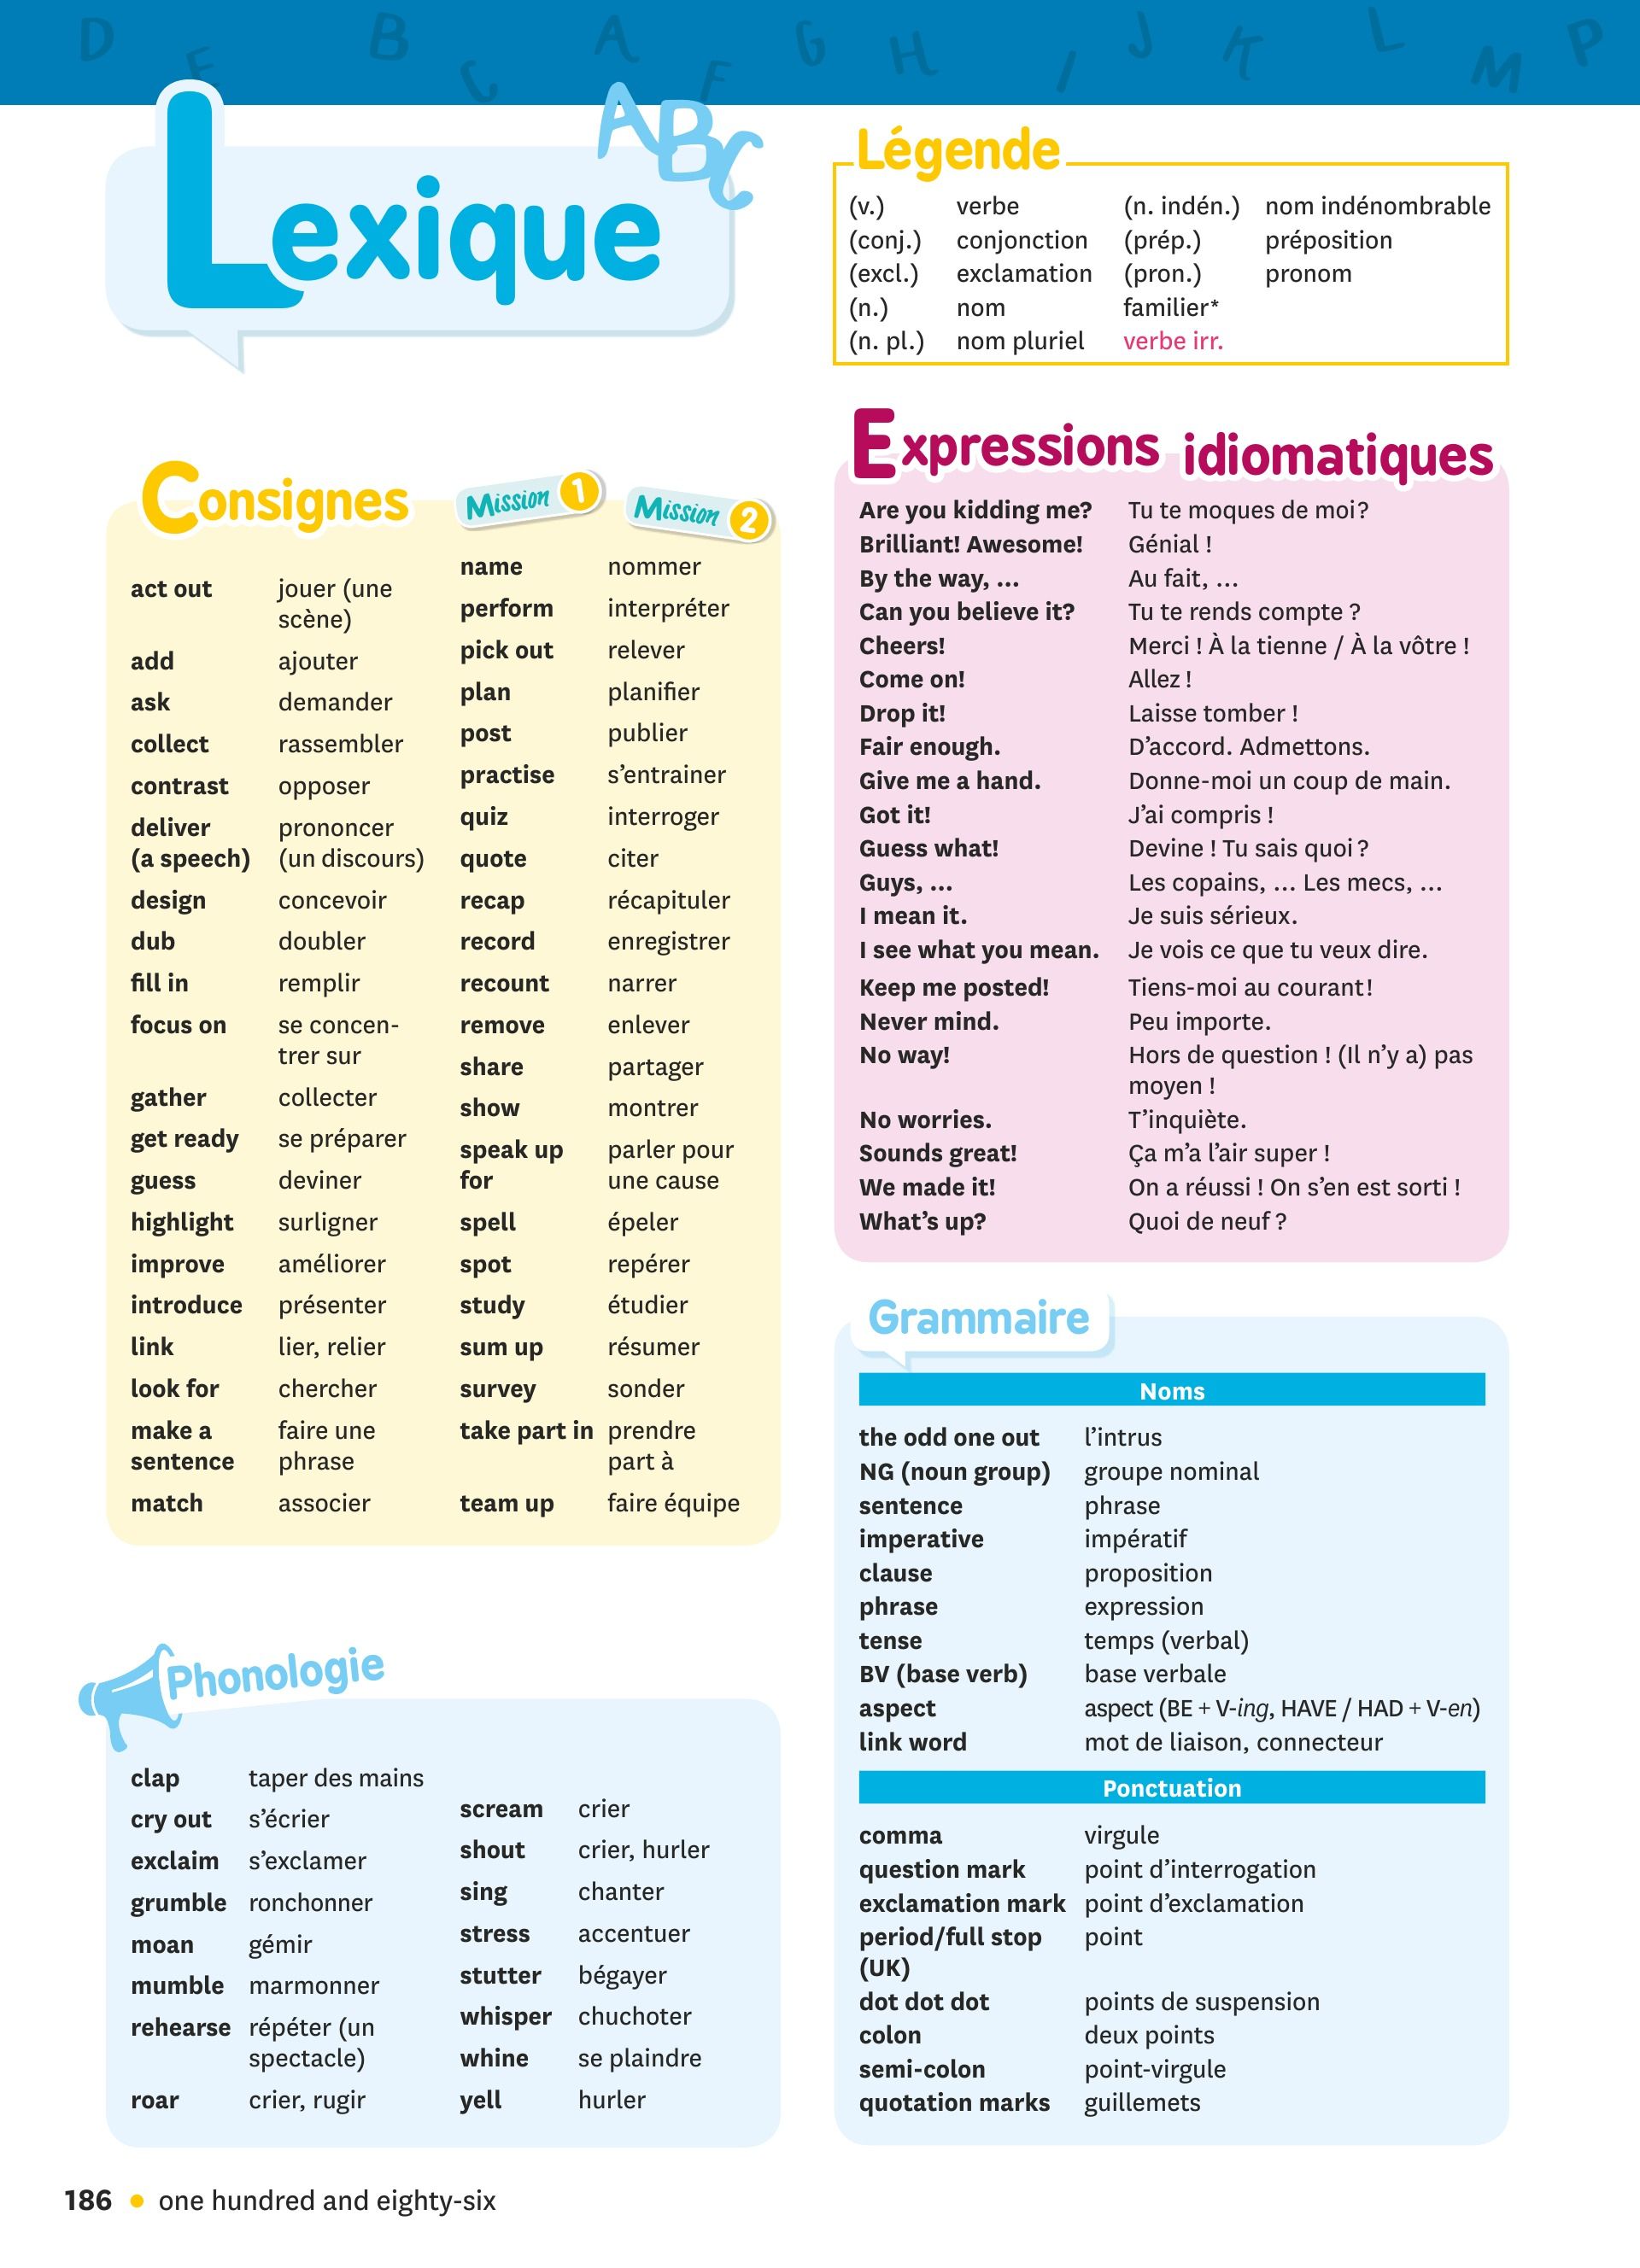 D E B C A F G H I J K L M P
Lexique
ABC
Légende
(v.) verbe (n. indén.) nom indénombrable
(conj.) conjonction (prép.) préposition
(excl.) exclamation (pron.) pronom
(n.) nom familier*
(n. pl.) nom pluriel verbe irr.
Consignes
Mission 1
Mission 2
act out jouer (une
scène)
add ajouter
ask demander
collect rassembler
contrast opposer
deliver prononcer
(a speech) (un discours)
design concevoir
dub doubler
fill in remplir
focus on se concen-
trer sur
gather collecter
get ready se préparer
guess deviner
highlight surligner
improve améliorer
introduce présenter
link lier, relier
look for chercher
make a faire une
sentence phrase
match associer
name nommer
perform interpréter
pick out relever
plan planifier
post publier
practise s’entrainer
quiz interroger
quote citer
recap récapituler
record enregistrer
recount narrer
remove enlever
share partager
show montrer
speak up parler pour
for une cause
spell épeler
spot repérer
study étudier
sum up résumer
survey sonder
take part in prendre
part à
team up faire équipe
Phonologie
clap taper des mains
cry out s’écrier
exclaim s’exclamer
grumble ronchonner
moan gémir
mumble marmonner
rehearse répéter (un
spectacle)
roar crier, rugir
scream crier
shout crier, hurler
sing chanter
stress accentuer
stutter bégayer
whisper chuchoter
whine se plaindre
yell hurler
Expressions idiomatiques
Are you kidding me? Tu te moques de moi?
Brilliant! Awesome! Génial !
By the way, ... Au fait, ...
Can you believe it? Tu te rends compte ?
Cheers! Merci ! À la tienne / À la vôtre !
Come on! Allez !
Drop it! Laisse tomber !
Fair enough. D’accord. Admettons.
Give me a hand. Donne-moi un coup de main.
Got it! J’ai compris !
Guess what! Devine ! Tu sais quoi ?
Guys, ... Les copains, ... Les mecs, ...
I mean it. Je suis sérieux.
I see what you mean. Je vois ce que tu veux dire.
Keep me posted! Tiens-moi au courant!
Never mind. Peu importe.
No way! Hors de question ! (Il n’y a) pas
moyen !
No worries. T’inquiète.
Sounds great! Ça m’a l’air super !
We made it! On a réussi ! On s’en est sorti !
What’s up? Quoi de neuf ?
Grammaire
Noms
the odd one out l’intrus
NG (noun group) groupe nominal
sentence phrase
imperative impératif
clause proposition
phrase expression
tense temps (verbal)
BV (base verb) base verbale
aspect aspect (BE + V-ing, HAVE / HAD + V-en)
link word mot de liaison, connecteur
Ponctuation
comma virgule
question mark point d’interrogation
exclamation mark point d’exclamation
period/full stop point
(UK)
dot dot dot points de suspension
colon deux points
semi-colon point-virgule
quotation marks guillemets
186 • one hundred and eighty-six